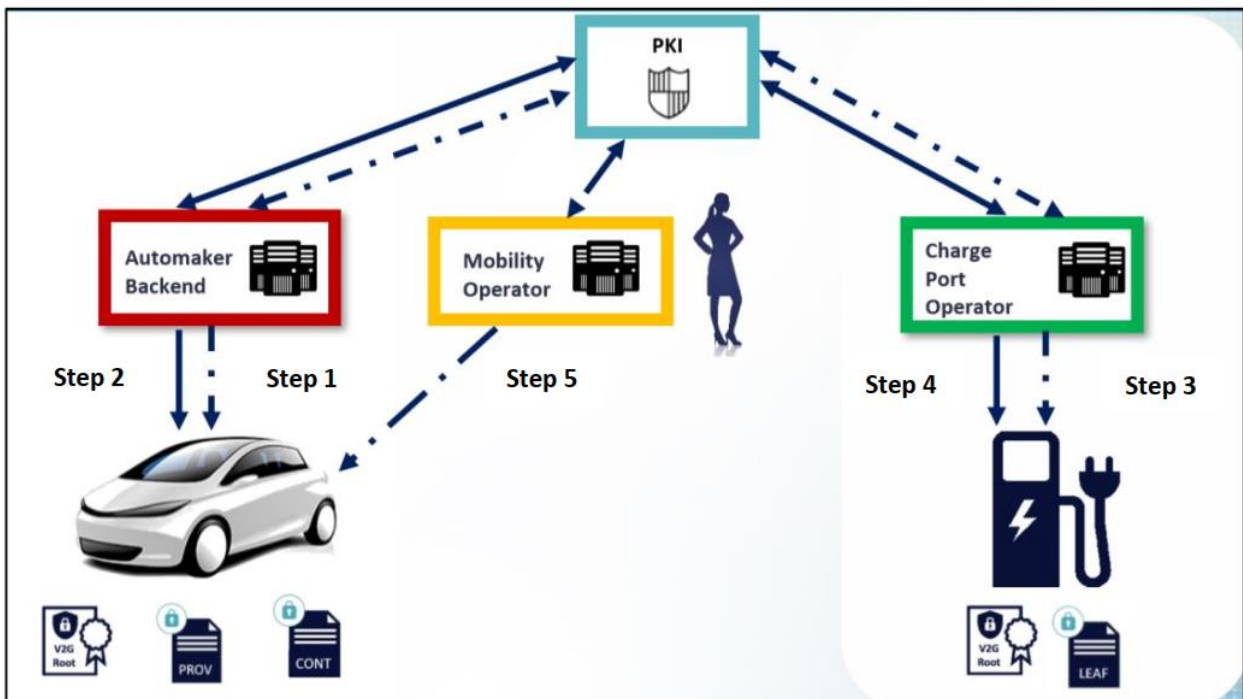 PKI
Automaker
Backend
Mobility
Operator
Charge
Port
Operator
Step 2
Step 1
Step 5
Step 4
Step 3
V2G
Root
PROV
CONT
V2G
Root
LEAF